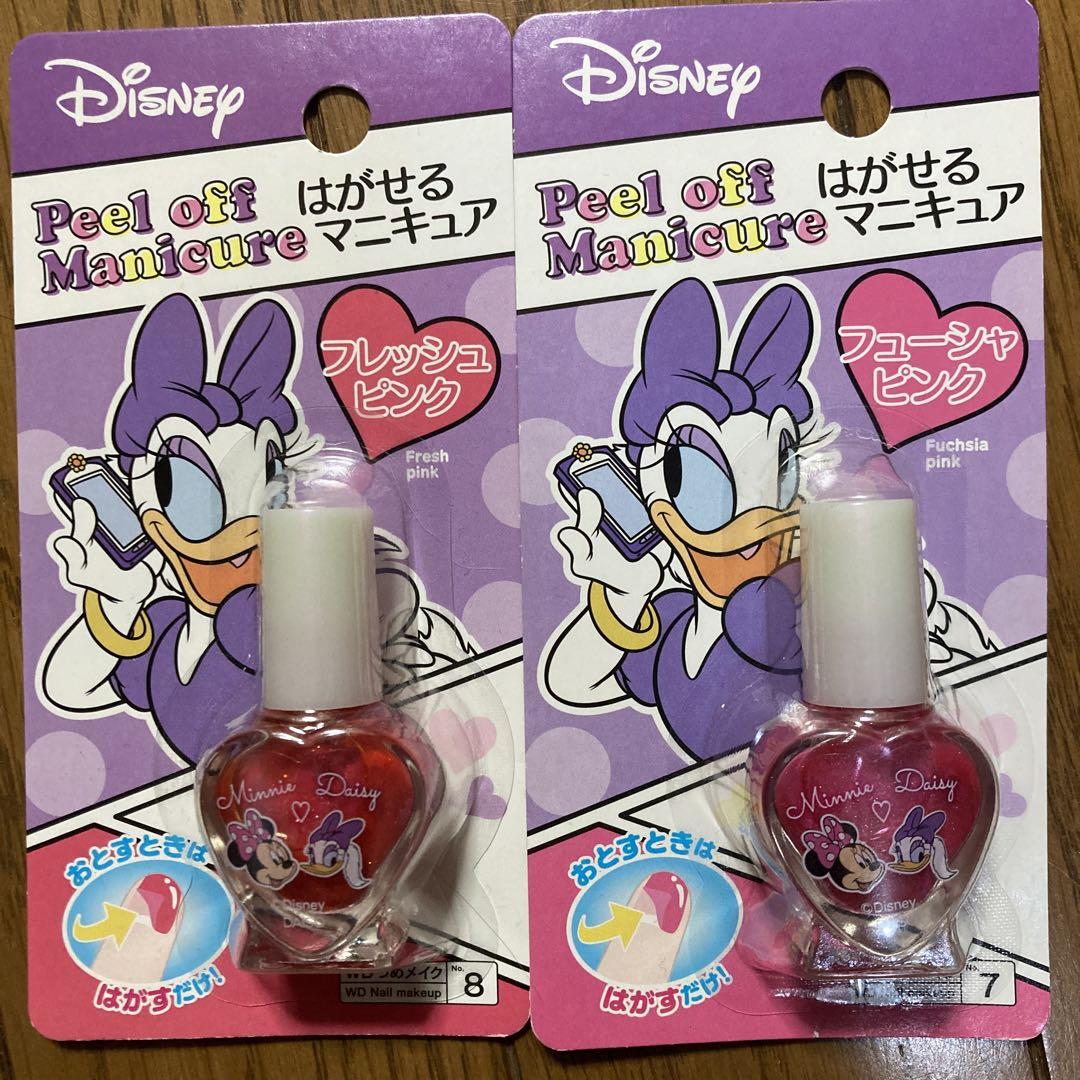 Disney
Peel off
Manicure
はがせる
マニキュア
フレッシュ
ピンク
Fresh
pink
Minnie Daisy
©Disney
おとすときは
はがすだけ!
WD つめメイク
WD Nail makeup
No. 8
Disney
Peel off
Manicure
はがせる
マニキュア
フューシャ
ピンク
Fuchsia
pink
Minnie Daisy
©Disney
おとすときは
はがすだけ!
No. 7